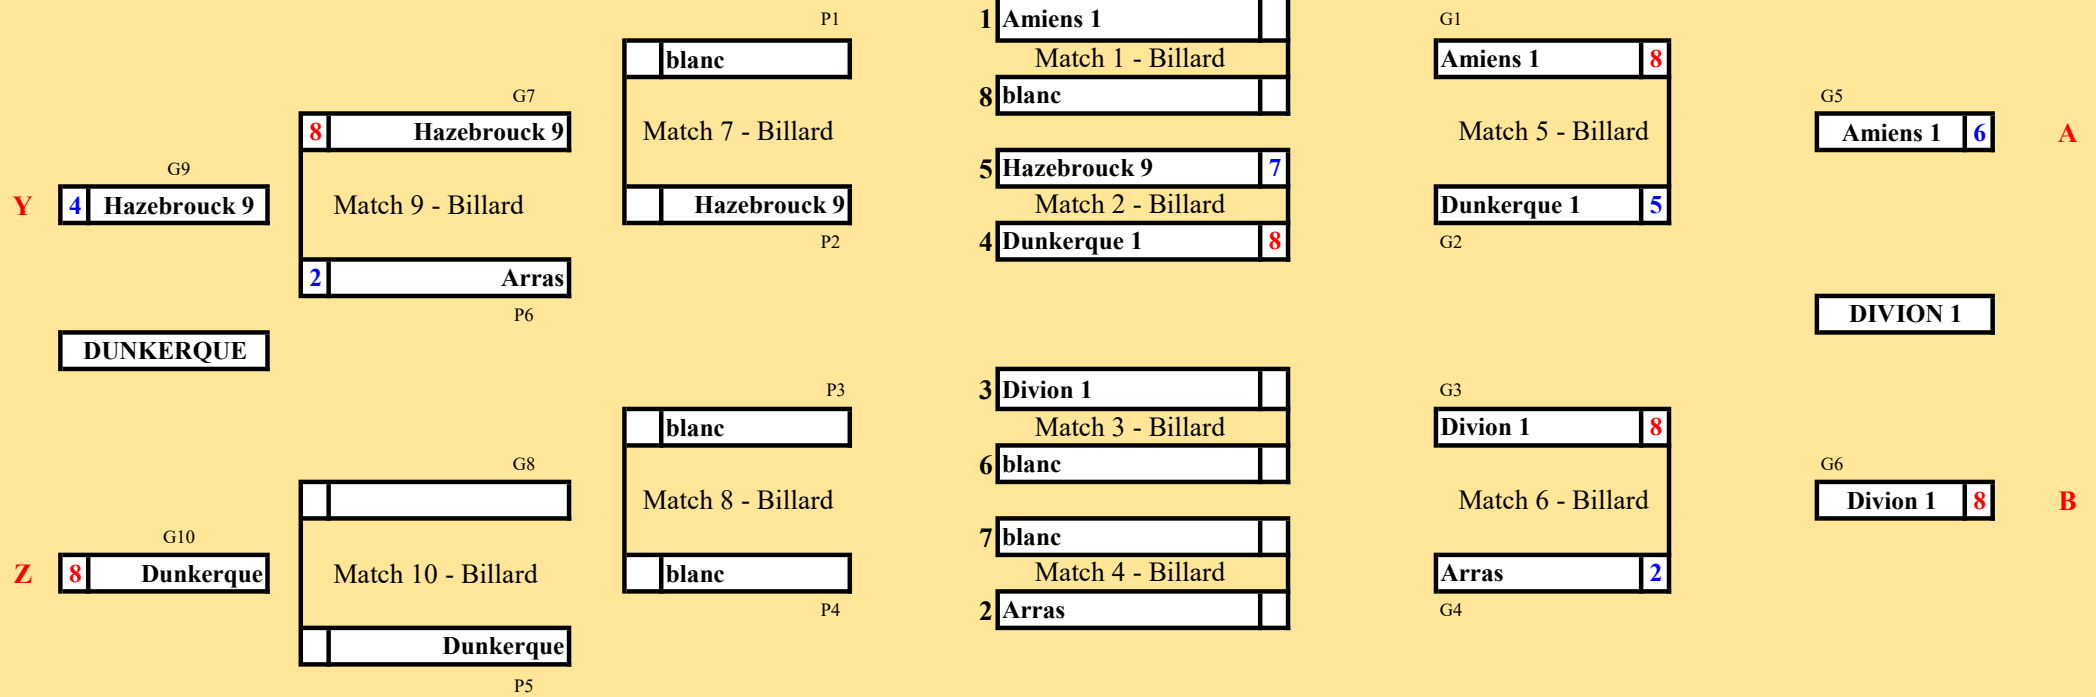 P1
1 Amiens 1
G1
blanc
Match 1 - Billard
Amiens 1 8
G7
8 blanc
G5
8 Hazebrouck 9
Match 7 - Billard
Match 5 - Billard
Amiens 1 6 A
G9
5 Hazebrouck 9 7
Y 4 Hazebrouck 9
Match 9 - Billard
Hazebrouck 9
Match 2 - Billard
Dunkerque 1 5
P2
4 Dunkerque 1 8
G2
2 Arras
P6
DIVION 1
DUNKERQUE
P3
3 Divion 1
G3
blanc
Match 3 - Billard
Divion 1 8
G8
6 blanc
G6
Match 8 - Billard
Match 6 - Billard
Divion 1 8 B
G10
7 blanc
Z 8 Dunkerque
Match 10 - Billard
blanc
Match 4 - Billard
Arras 2
P4
2 Arras
G4
Dunkerque
P5